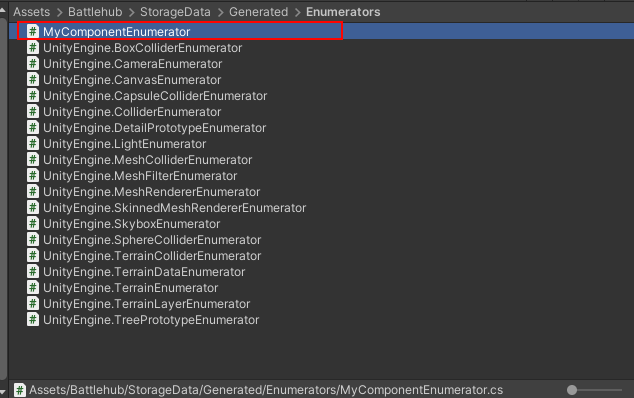 Assets > Battlehub > StorageData > Generated > Enumerators
# MyComponentEnumerator
# UnityEngine.BoxColliderEnumerator
# UnityEngine.CameraEnumerator
# UnityEngine.CanvasEnumerator
# UnityEngine.CapsuleColliderEnumerator
# UnityEngine.ColliderEnumerator
# UnityEngine.DetailPrototypeEnumerator
# UnityEngine.LightEnumerator
# UnityEngine.MeshColliderEnumerator
# UnityEngine.MeshFilterEnumerator
# UnityEngine.MeshRendererEnumerator
# UnityEngine.SkinnedMeshRendererEnumerator
# UnityEngine.SkyboxEnumerator
# UnityEngine.SphereColliderEnumerator
# UnityEngine.TerrainColliderEnumerator
# UnityEngine.TerrainDataEnumerator
# UnityEngine.TerrainEnumerator
# UnityEngine.TerrainLayerEnumerator
# UnityEngine.TreePrototypeEnumerator
# Assets/Battlehub/StorageData/Generated/Enumerators/MyComponentEnumerator.cs